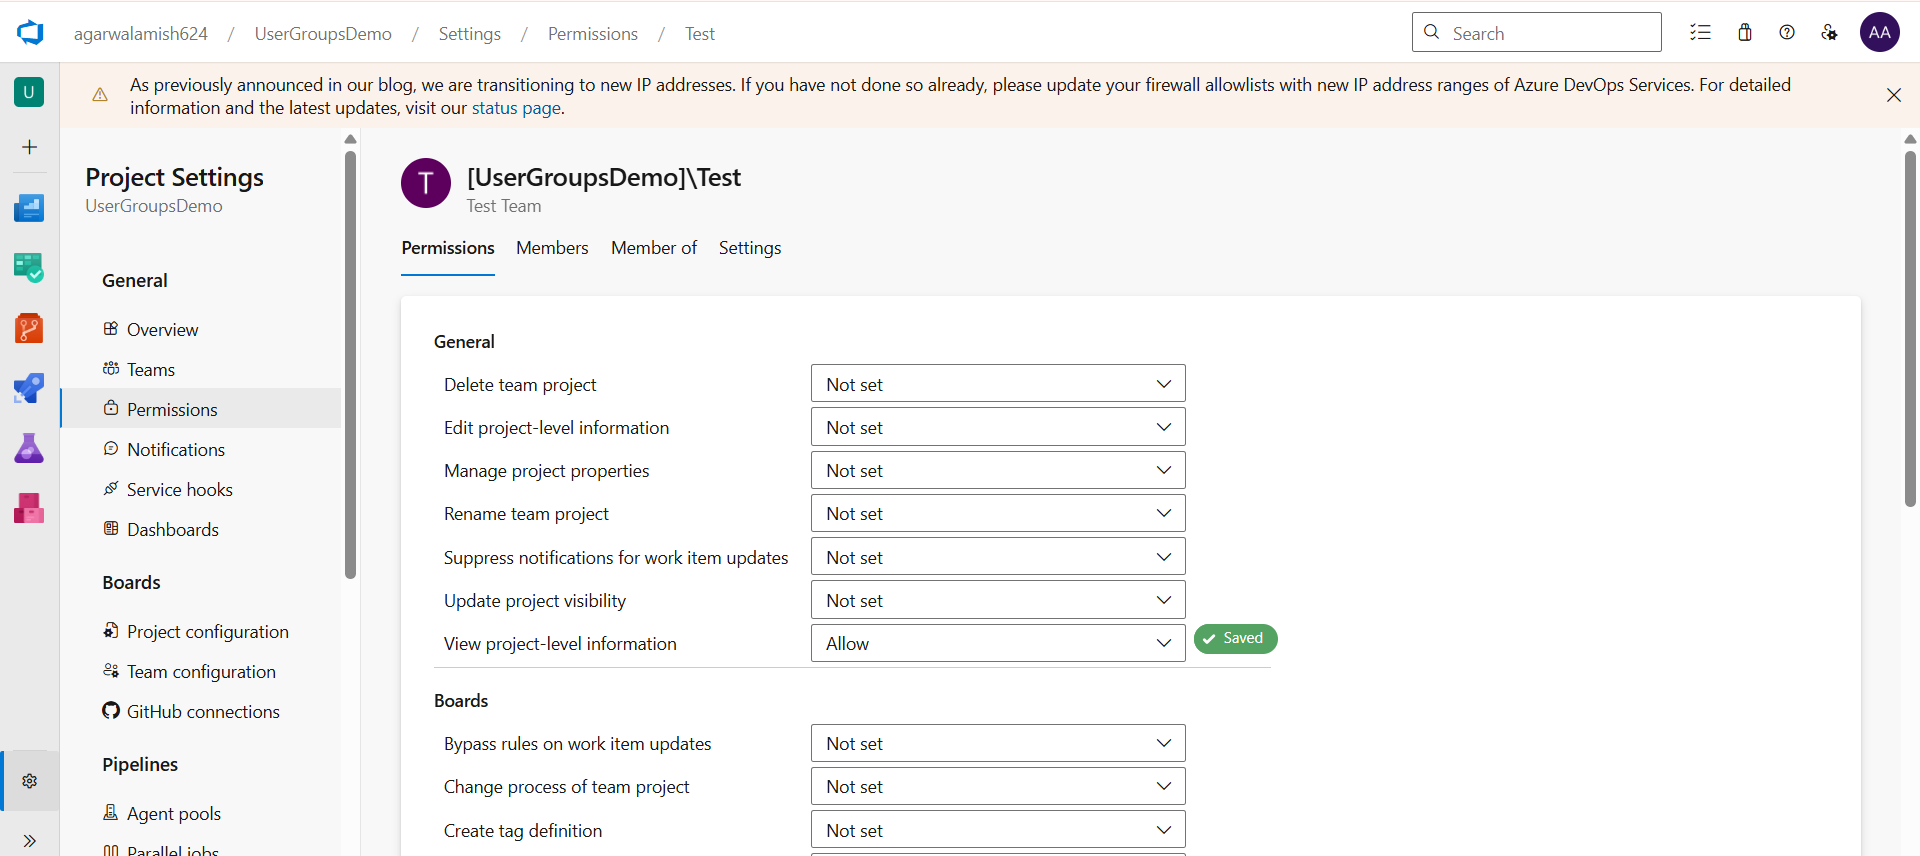 agarwalamish624 / UserGroupsDemo / Settings / Permissions / Test
Search
AA
U
As previously announced in our blog, we are transitioning to new IP addresses. If you have not done so already, please update your firewall allowlists with new IP address ranges of Azure DevOps Services. For detailed
information and the latest updates, visit our status page.
Project Settings
UserGroupsDemo
General
Overview
Teams
Permissions
Notifications
Service hooks
Dashboards
Boards
Project configuration
Team configuration
GitHub connections
Pipelines
Agent pools
Parallel jobs
T
[UserGroupsDemo]\Test
Test Team
Permissions Members Member of Settings
General
Delete team project Not set
Edit project-level information Not set
Manage project properties Not set
Rename team project Not set
Suppress notifications for work item updates Not set
Update project visibility Not set
View project-level information Allow Saved
Boards
Bypass rules on work item updates Not set
Change process of team project Not set
Create tag definition Not set